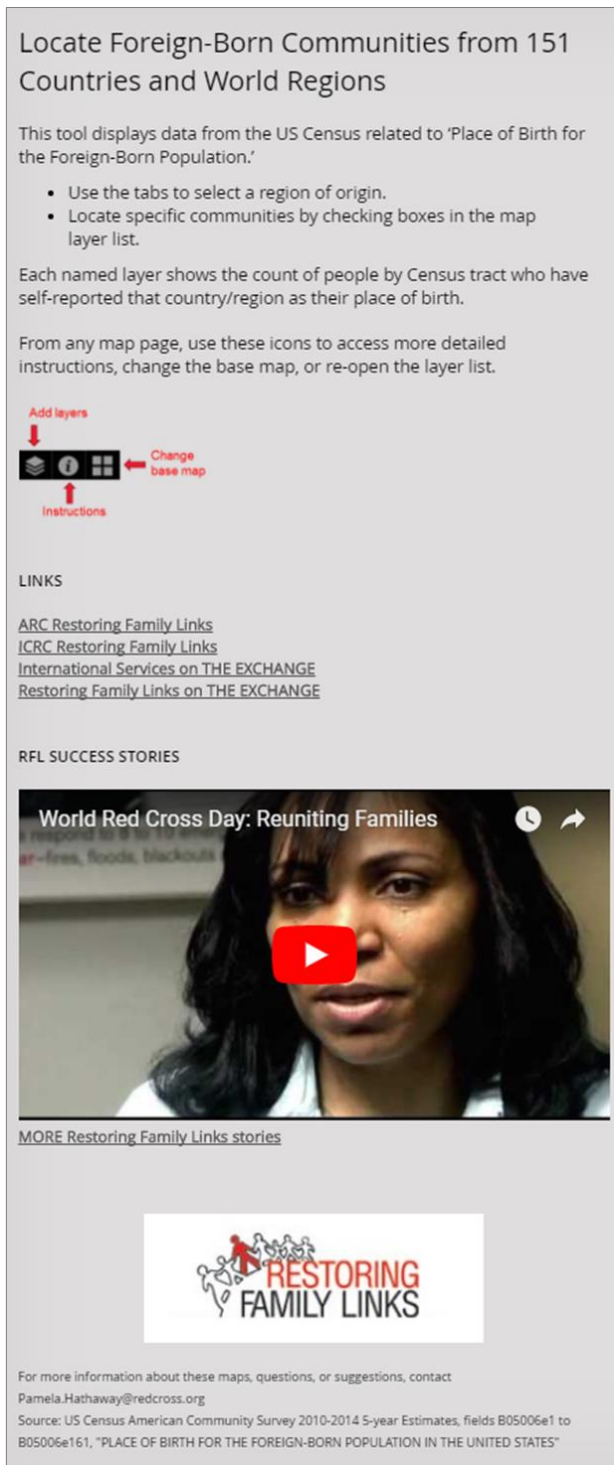 Locate Foreign-Born Communities from 151
Countries and World Regions
This tool displays data from the US Census related to ‘Place of Birth for
the Foreign-Born Population.’
• Use the tabs to select a region of origin.
• Locate specific communities by checking boxes in the map
layer list.
Each named layer shows the count of people by Census tract who have
self-reported that country/region as their place of birth.
From any map page, use these icons to access more detailed
instructions, change the base map, or re-open the layer list.
Add layers
Change
base map
Instructions
LINKS
ARC Restoring Family Links
ICRC Restoring Family Links
International Services on THE EXCHANGE
Restoring Family Links on THE EXCHANGE
RFL SUCCESS STORIES
World Red Cross Day: Reuniting Families
respond to 8 to 10
ar–fires, floods, blackouts
MORE Restoring Family Links stories
RESTORING
FAMILY LINKS
For more information about these maps, questions, or suggestions, contact
Pamela.Hathaway@redcross.org
Source: US Census American Community Survey 2010-2014 5-year Estimates, fields B05006e1 to
B05006e161, "PLACE OF BIRTH FOR THE FOREIGN-BORN POPULATION IN THE UNITED STATES"